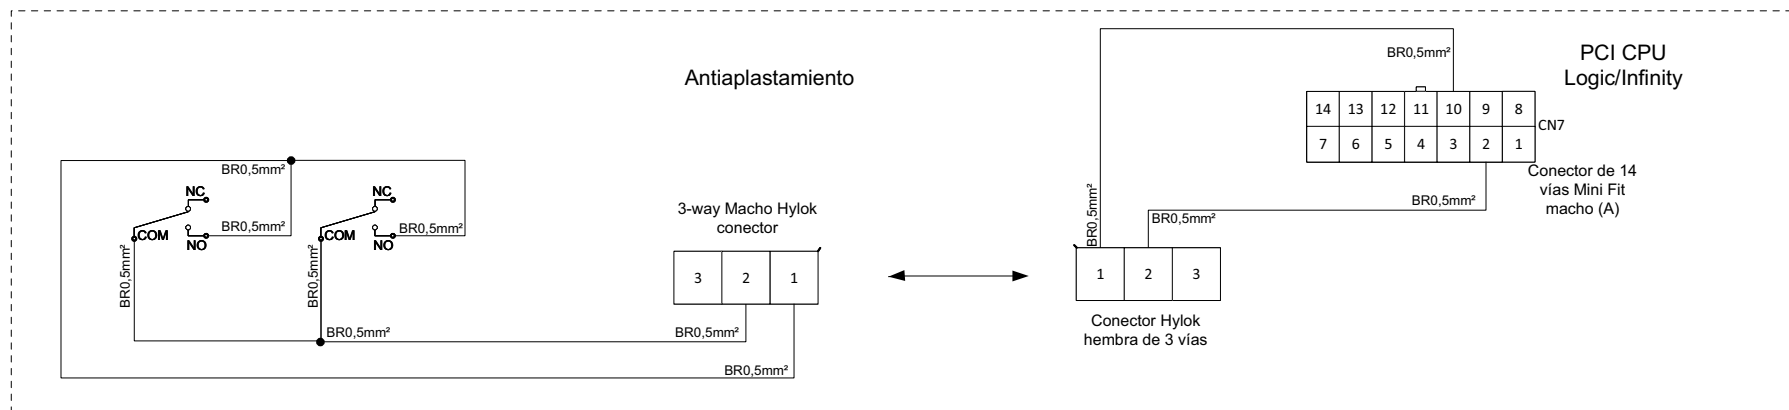 Antiaplastamiento
PCI CPU
Logic/Infinity
BR0,5mm²
14 13 12 11 10 9 8
CN7
7 6 5 4 3 2 1
Conector de 14
vías Mini Fit
macho (A)
BR0,5mm²
BR0,5mm²
BR0,5mm²
BR0,5mm²
NC
NC
COM
NO
BR0,5mm²
COM
NO
BR0,5mm²
BR0,5mm²
BR0,5mm²
BR0,5mm²
BR0,5mm²
BR0,5mm²
3-way Macho Hylok
conector
3 2 1
1 2 3
Conector Hylok
hembra de 3 vías